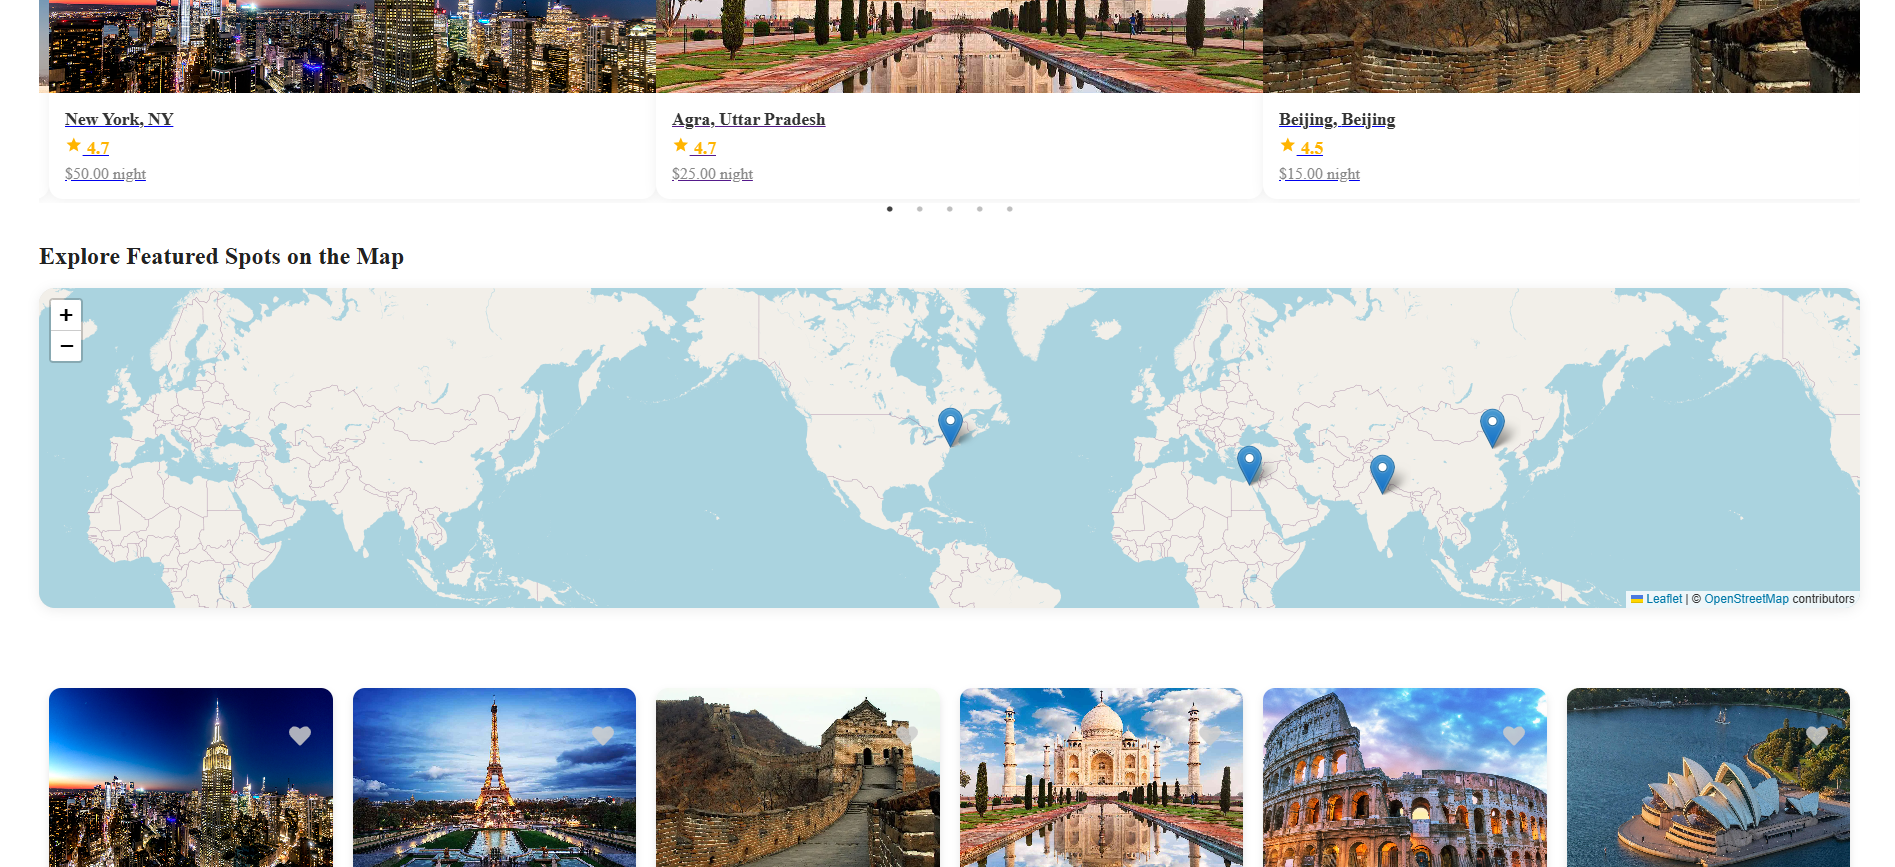 New York, NY
4.7
$50.00 night
Agra, Uttar Pradesh
4.7
$25.00 night
Beijing, Beijing
4.5
$15.00 night
Explore Featured Spots on the Map
+
−
Leaflet | © OpenStreetMap contributors